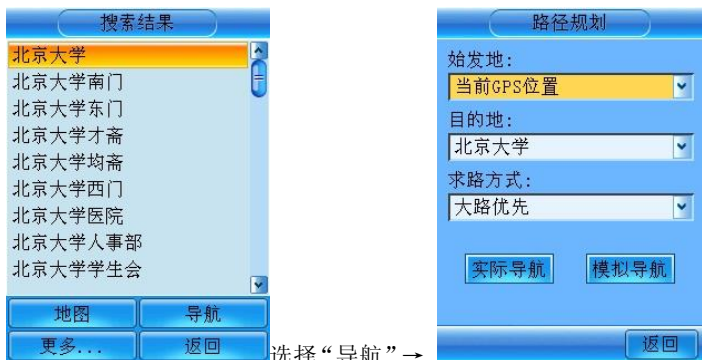 搜索结果
北京大学
北京大学南门
北京大学东门
北京大学才斋
北京大学均斋
北京大学西门
北京大学医院
北京大学人事部
北京大学学生会
地图 导航
更多... 返回
选择“导航”→
路径规划
始发地:
当前GPS位置
目的地:
北京大学
求路方式:
大路优先
实际导航 模拟导航
返回